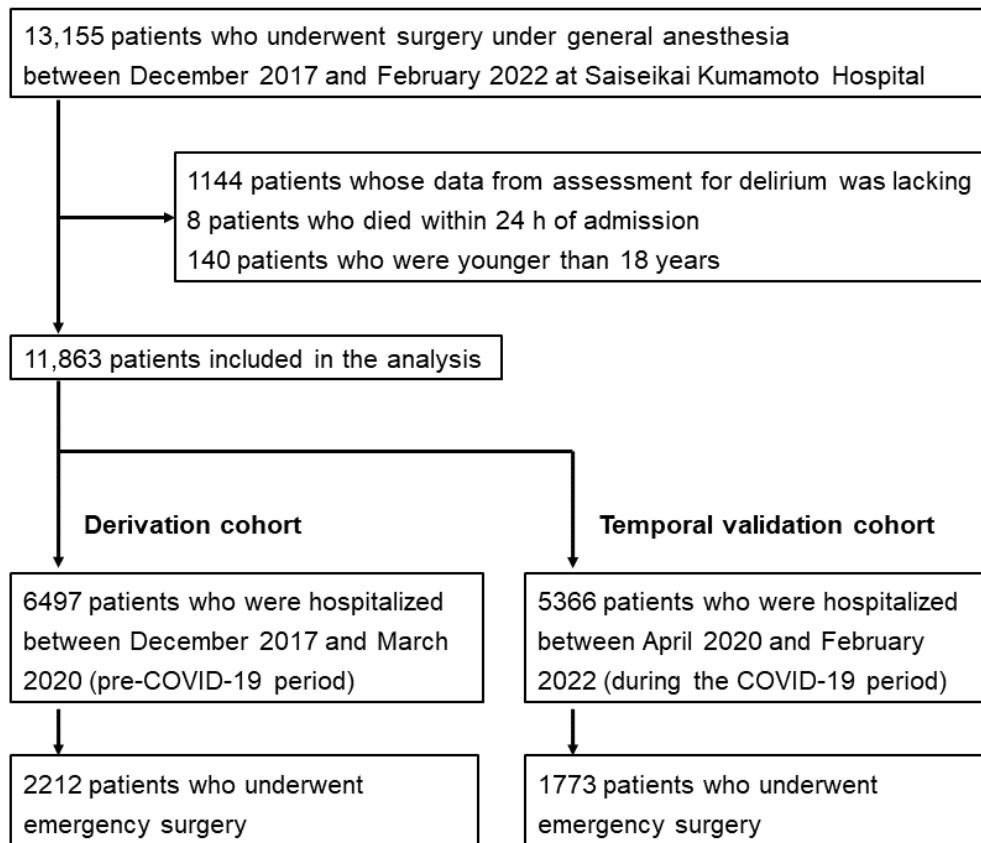 13,155 patients who underwent surgery under general anesthesia
between December 2017 and February 2022 at Saiseikai Kumamoto Hospital
1144 patients whose data from assessment for delirium was lacking
8 patients who died within 24 h of admission
140 patients who were younger than 18 years
11,863 patients included in the analysis
Derivation cohort
6497 patients who were hospitalized
between December 2017 and March
2020 (pre-COVID-19 period)
2212 patients who underwent
emergency surgery
Temporal validation cohort
5366 patients who were hospitalized
between April 2020 and February
2022 (during the COVID-19 period)
1773 patients who underwent
emergency surgery